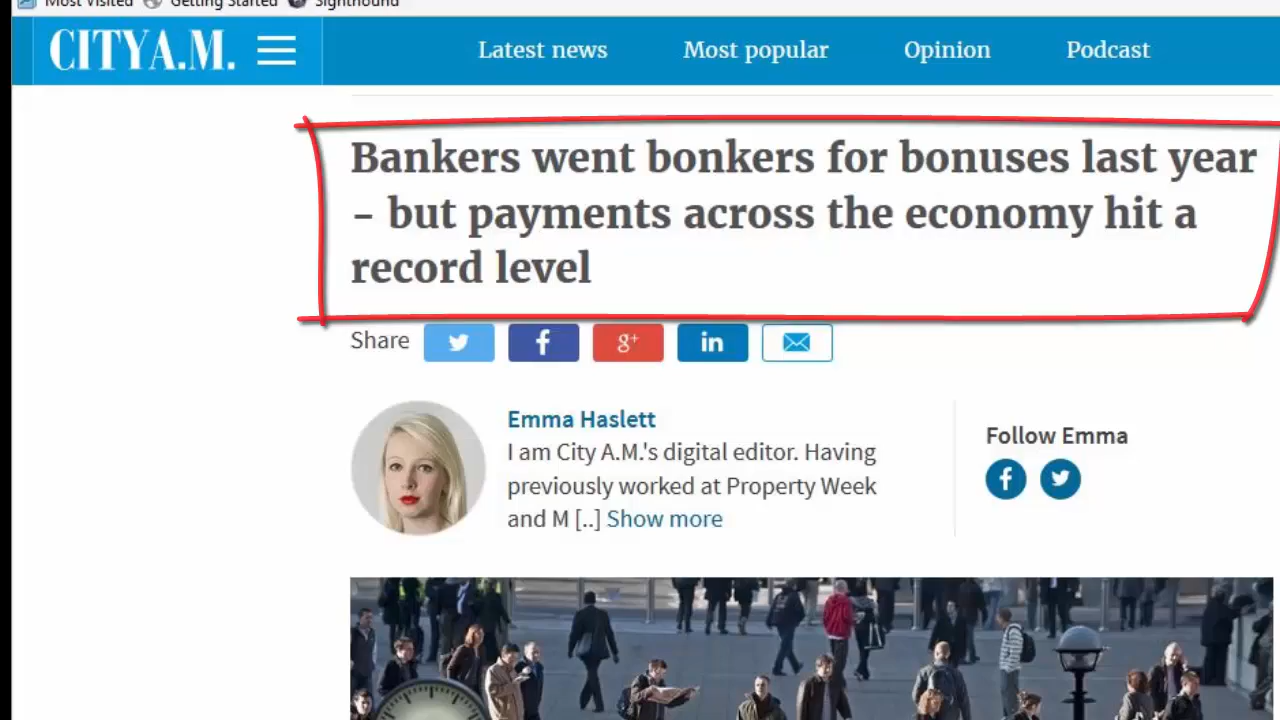 Most Visited Getting Started Sighthound
CITYA.M. Latest news Most popular Opinion Podcast
Bankers went bonkers for bonuses last year
- but payments across the economy hit a
record level
Share g+ in
Emma Haslett
I am City A.M.'s digital editor. Having
previously worked at Property Week
and M [..] Show more
Follow Emma